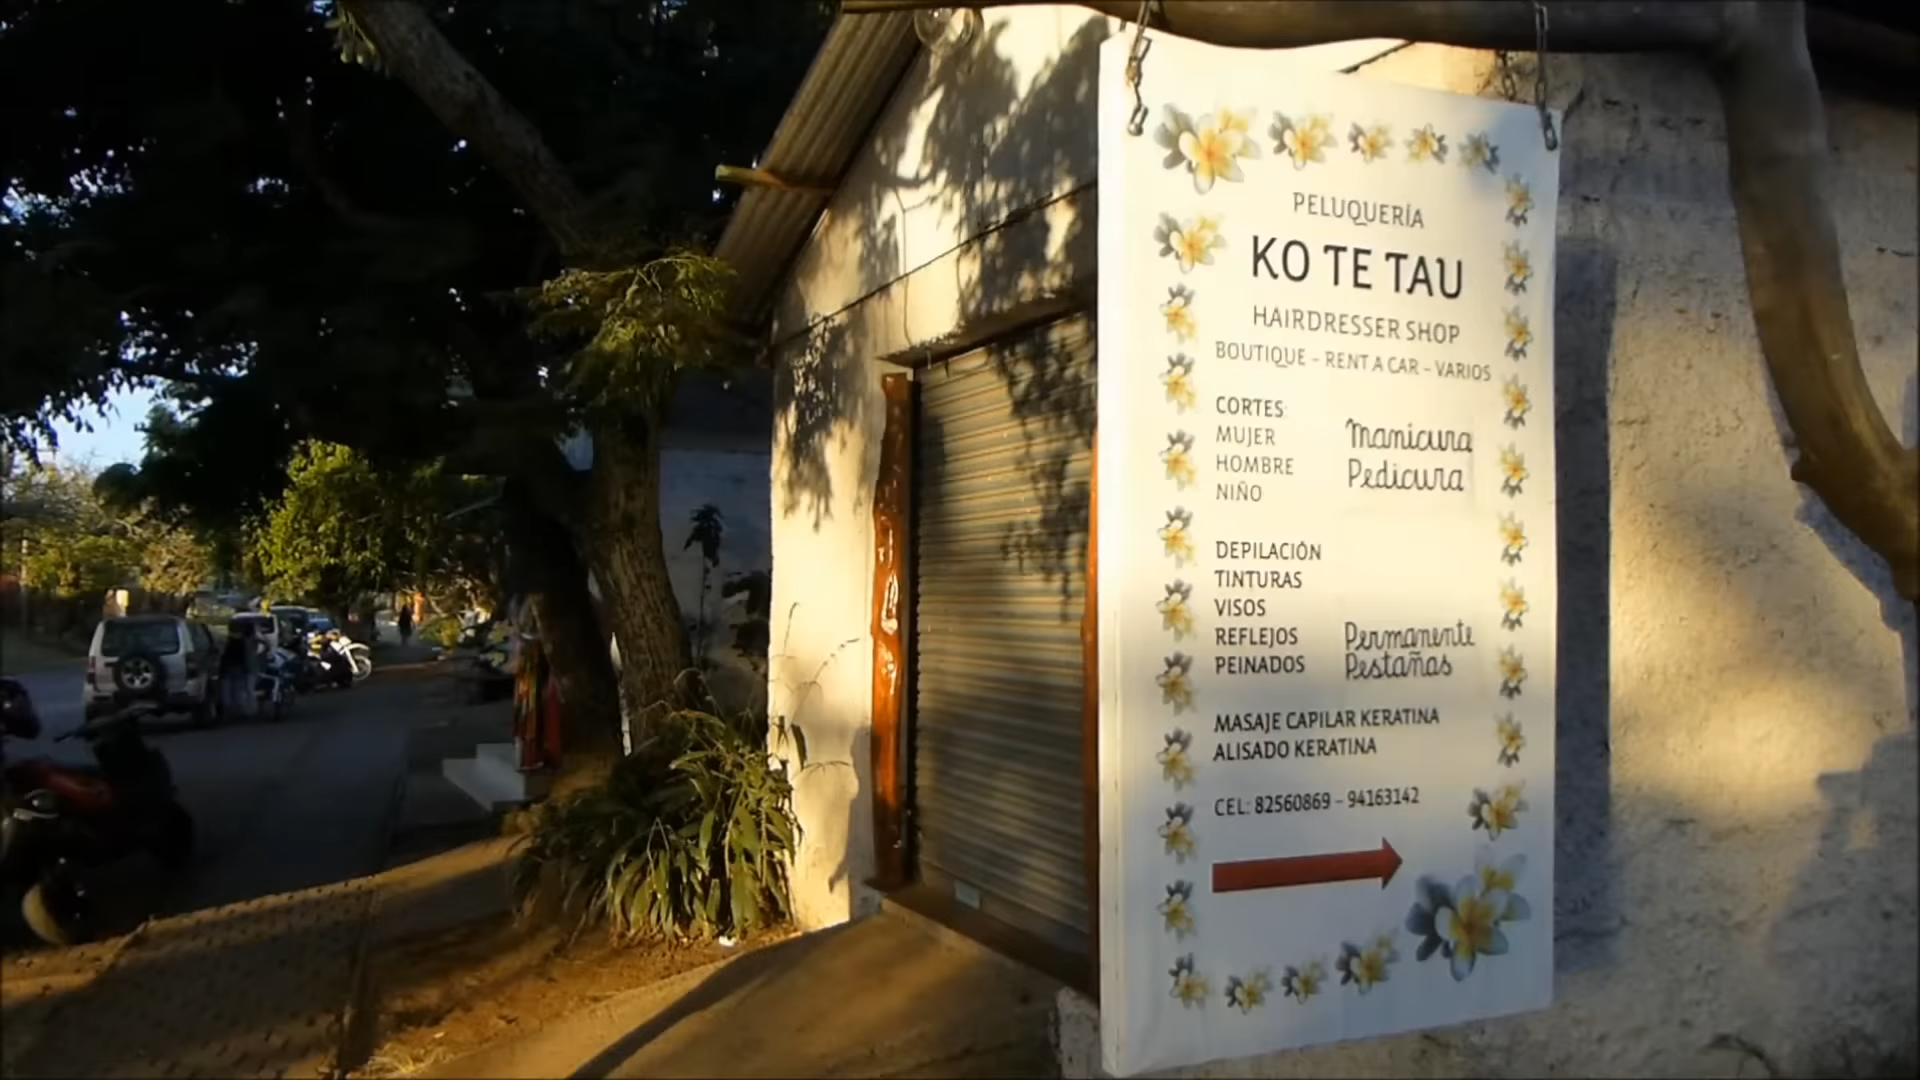 PELUQUERÍA
KO TE TAU
HAIRDRESSER SHOP
BOUTIQUE - RENT A CAR - VARIOS
CORTES
MUJER
HOMBRE
NIÑO
Manicura
Pedicura
DEPILACIÓN
TINTURAS
VISOS
REFLEJOS
PEINADOS
Permanente
Pestañas
MASAJE CAPILAR KERATINA
ALISADO KERATINA
CEL: 82560869 - 94163142